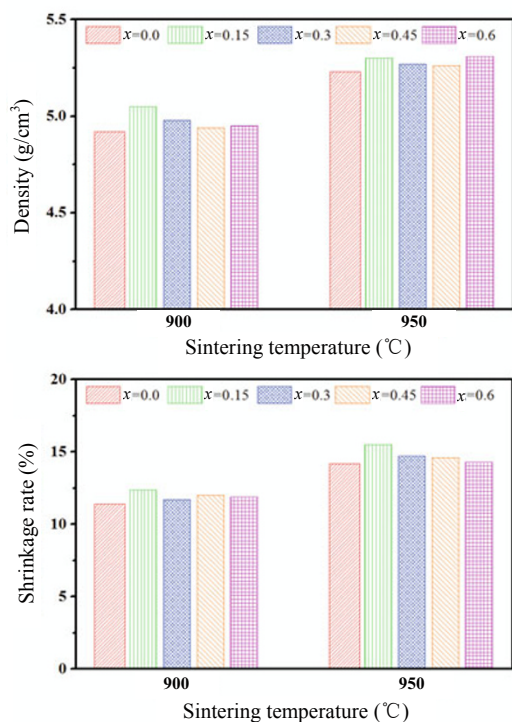 5.5
x=0.0 x=0.15 x=0.3 x=0.45 x=0.6
5.0
4.5
4.0
Density (g/cm³)
900 950
Sintering temperature (℃)
20
x=0.0 x=0.15 x=0.3 x=0.45 x=0.6
15
10
5
0
Shrinkage rate (%)
900 950
Sintering temperature (℃)